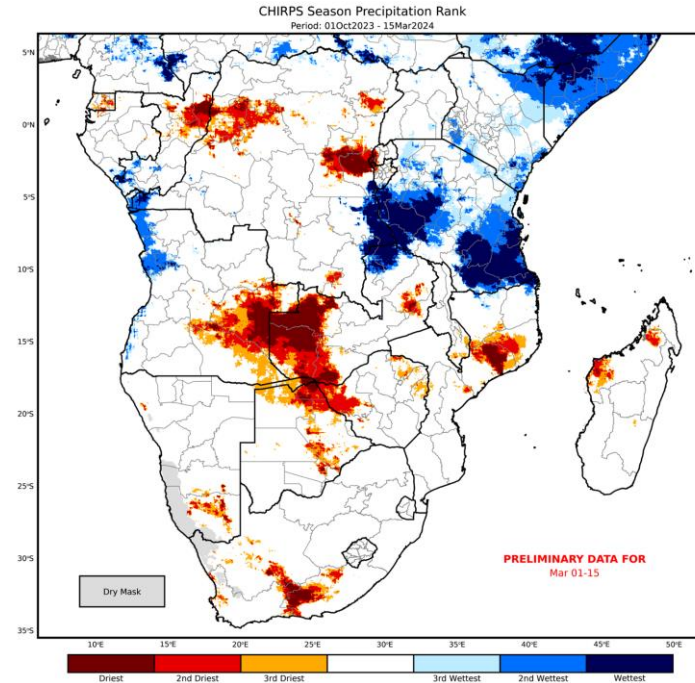 CHIRPS Season Precipitation Rank
Period: 01Oct2023 - 15Mar2024
5°N
0°N
5°S
10°S
15°S
20°S
25°S
30°S
35°S
PRELIMINARY DATA FOR
Mar 01-15
Dry Mask
10°E 15°E 20°E 25°E 30°E 35°E 40°E 45°E 50°E
Driest 2nd Driest 3rd Driest 3rd Wettest 2nd Wettest Wettest